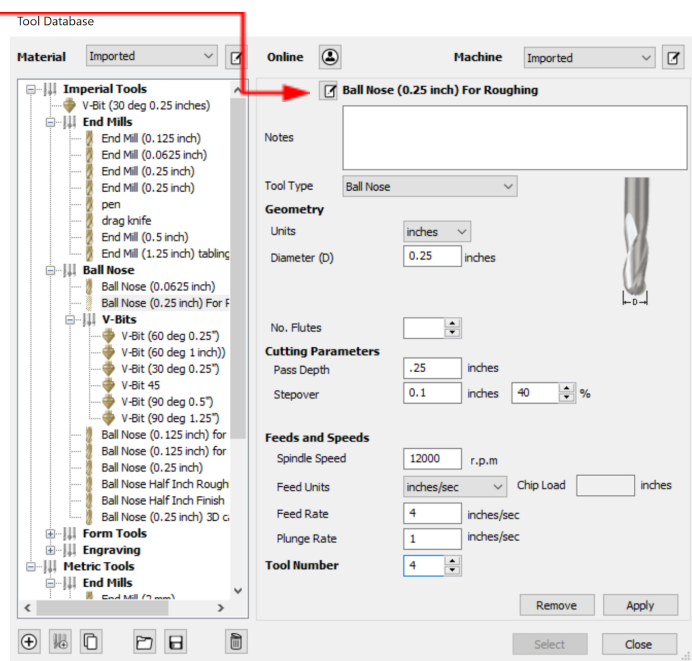 Tool Database
Material Imported Online Machine Imported
Imperial Tools
V-Bit (30 deg 0.25 inches)
End Mills
End Mill (0.125 inch)
End Mill (0.0625 inch)
End Mill (0.25 inch)
End Mill (0.25 inch)
pen
drag knife
End Mill (0.5 inch)
End Mill (1.25 inch) tabling
Ball Nose
Ball Nose (0.0625 inch)
Ball Nose (0.25 inch) For
V-Bits
V-Bit (60 deg 0.25")
V-Bit (60 deg 1 inch))
V-Bit (30 deg 0.25")
V-Bit 45
V-Bit (90 deg 0.5")
V-Bit (90 deg 1.25")
Ball Nose (0.125 inch) for
Ball Nose (0.125 inch) for
Ball Nose (0.25 inch)
Ball Nose Half Inch Rough
Ball Nose Half Inch Finish
Ball Nose (0.25 inch) 3D
Form Tools
Engraving
Metric Tools
End Mills
End Mill (2 mm)
Ball Nose (0.25 inch) For Roughing
Notes
Tool Type Ball Nose
Geometry
Units inches
Diameter (D) 0.25 inches
D
No. Flutes
Cutting Parameters
Pass Depth .25 inches
Stepover 0.1 inches 40 %
Feeds and Speeds
Spindle Speed 12000 r.p.m
Feed Units inches/sec Chip Load inches
Feed Rate 4 inches/sec
Plunge Rate 1 inches/sec
Tool Number 4
Remove Apply
Select Close